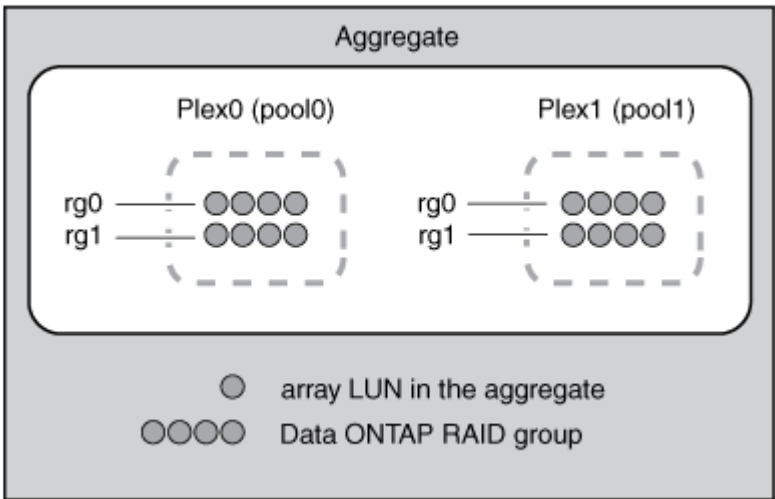 Aggregate
Plex0 (pool0) Plex1 (pool1)
rg0 rg0
rg1 rg1
array LUN in the aggregate
Data ONTAP RAID group